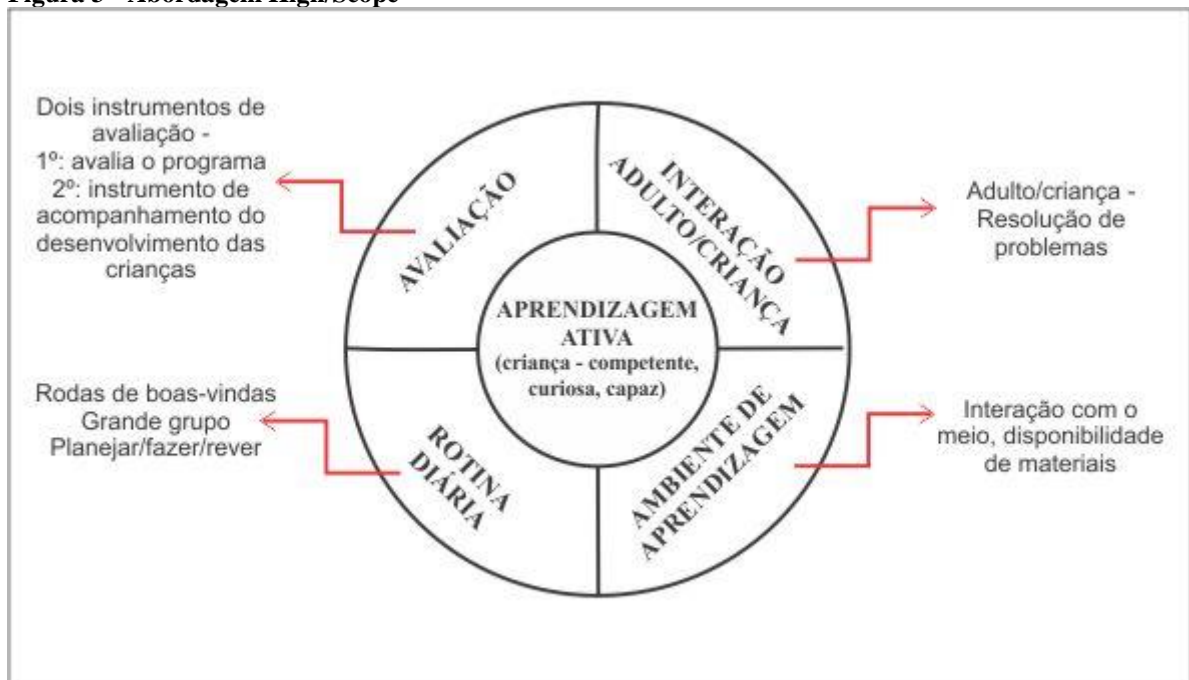 Figura 3 - Abordagem High/Scope
Dois instrumentos de
avaliação -
1º: avalia o programa
2º: instrumento de
acompanhamento do
desenvolvimento das
crianças
AVALIAÇÃO
INTERAÇÃO
ADULTO/CRIANÇA
Adulto/criança -
Resolução de
problemas
APRENDIZAGEM
ATIVA
(criança - competente,
curiosa, capaz)
Rodas de boas-vindas
Grande grupo
Planejar/fazer/rever
ROTINA
DIÁRIA
AMBIENTE DE
APRENDIZAGEM
Interação com o
meio, disponibilidade
de materiais